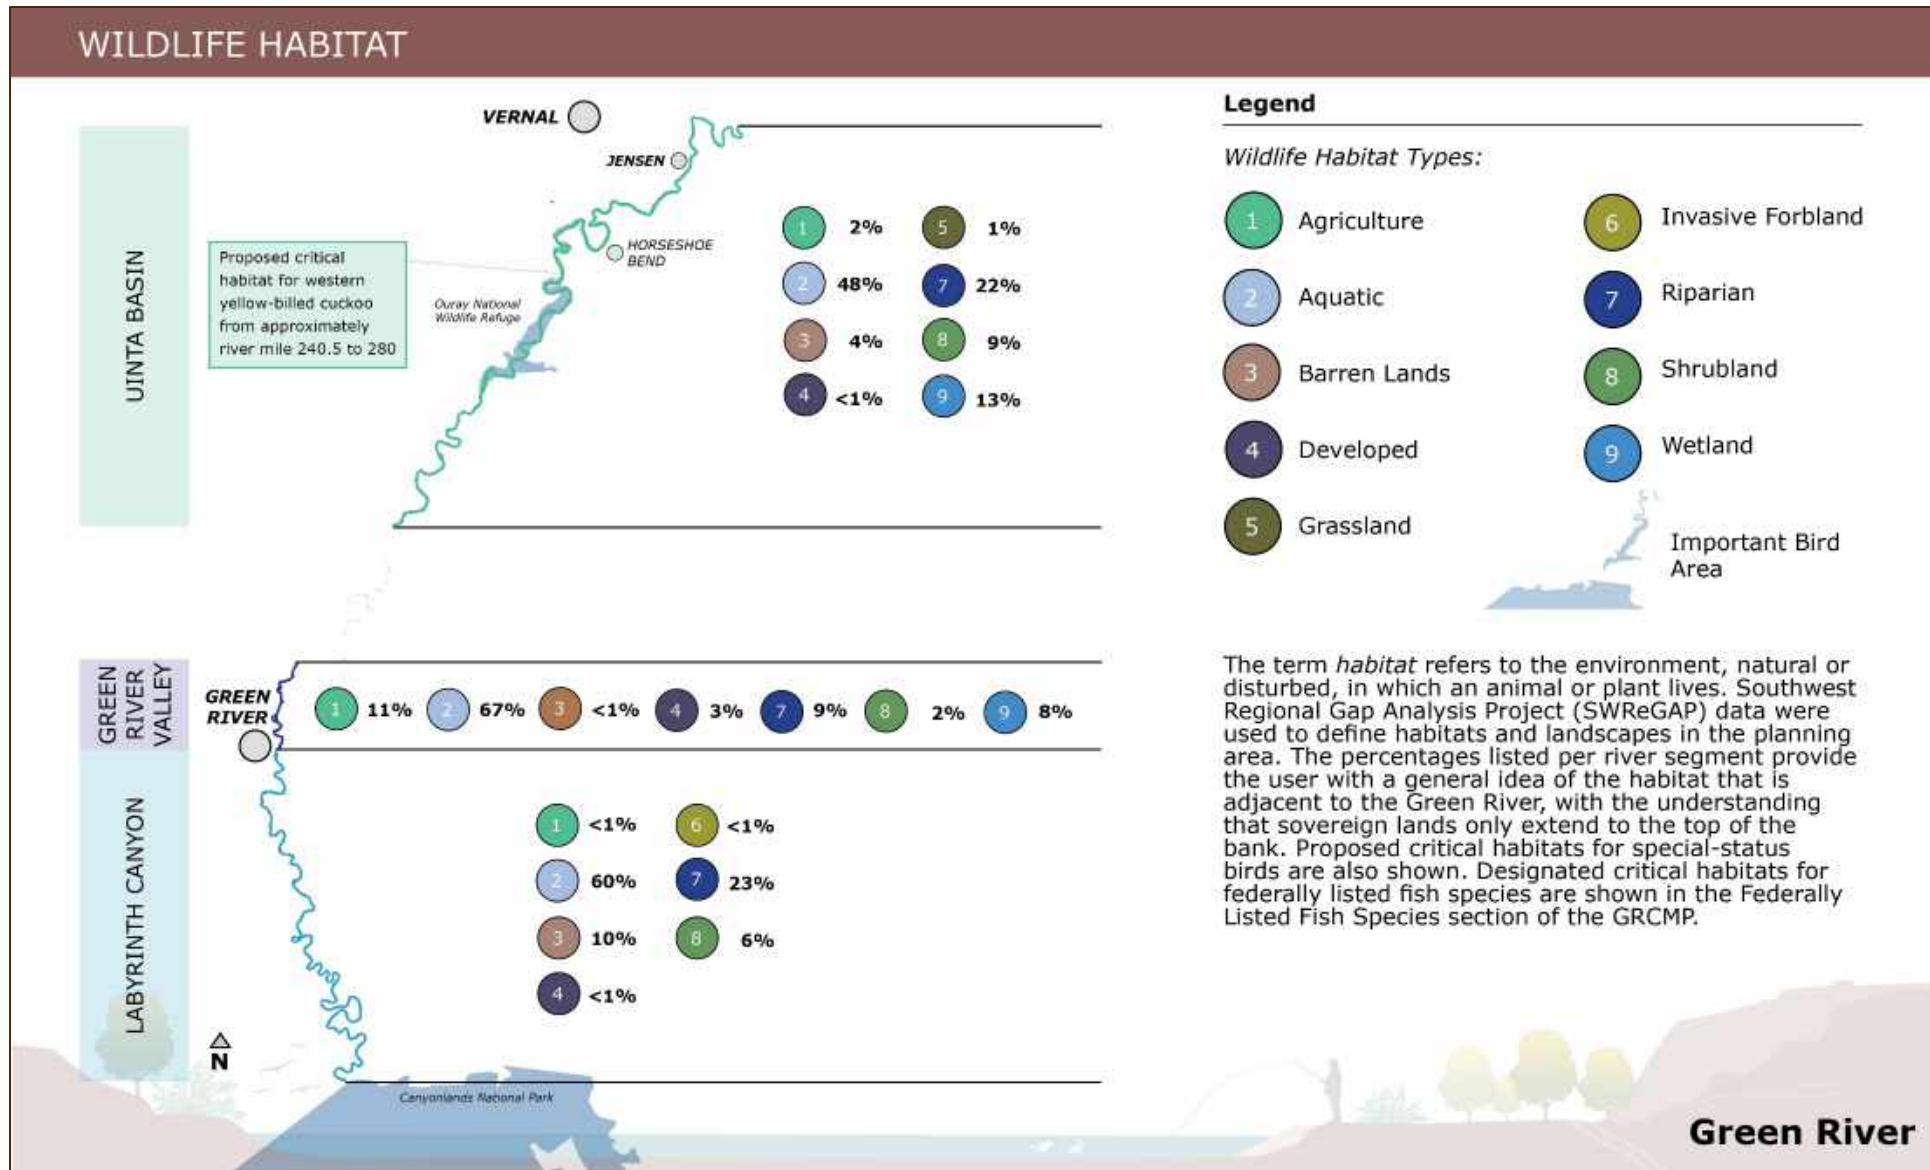 WILDLIFE HABITAT
UINTA BASIN
VERNAL
JENSEN
HORSESHOE
BEND
Proposed critical
habitat for western
yellow-billed cuckoo
from approximately
river mile 240.5 to 280
Ouray National
Wildlife Refuge
1 2% 5 1%
2 48% 7 22%
3 4% 8 9%
4 <1% 9 13%
GREEN
RIVER
VALLEY
GREEN
RIVER
1 11% 2 67% 3 <1% 4 3% 7 9% 8 2% 9 8%
LABYRINTH CANYON
1 <1% 6 <1%
2 60% 7 23%
3 10% 8 6%
4 <1%
N
Canyonlands National Park
Legend
Wildlife Habitat Types:
1 Agriculture
2 Aquatic
3 Barren Lands
4 Developed
5 Grassland
6 Invasive Forbland
7 Riparian
8 Shrubland
9 Wetland
Important Bird
Area
The term habitat refers to the environment, natural or
disturbed, in which an animal or plant lives. Southwest
Regional Gap Analysis Project (SWReGAP) data were
used to define habitats and landscapes in the planning
area. The percentages listed per river segment provide
the user with a general idea of the habitat that is
adjacent to the Green River, with the understanding
that sovereign lands only extend to the top of the
bank. Proposed critical habitats for special-status
birds are also shown. Designated critical habitats for
federally listed fish species are shown in the Federally
Listed Fish Species section of the GRCMP.
Green River